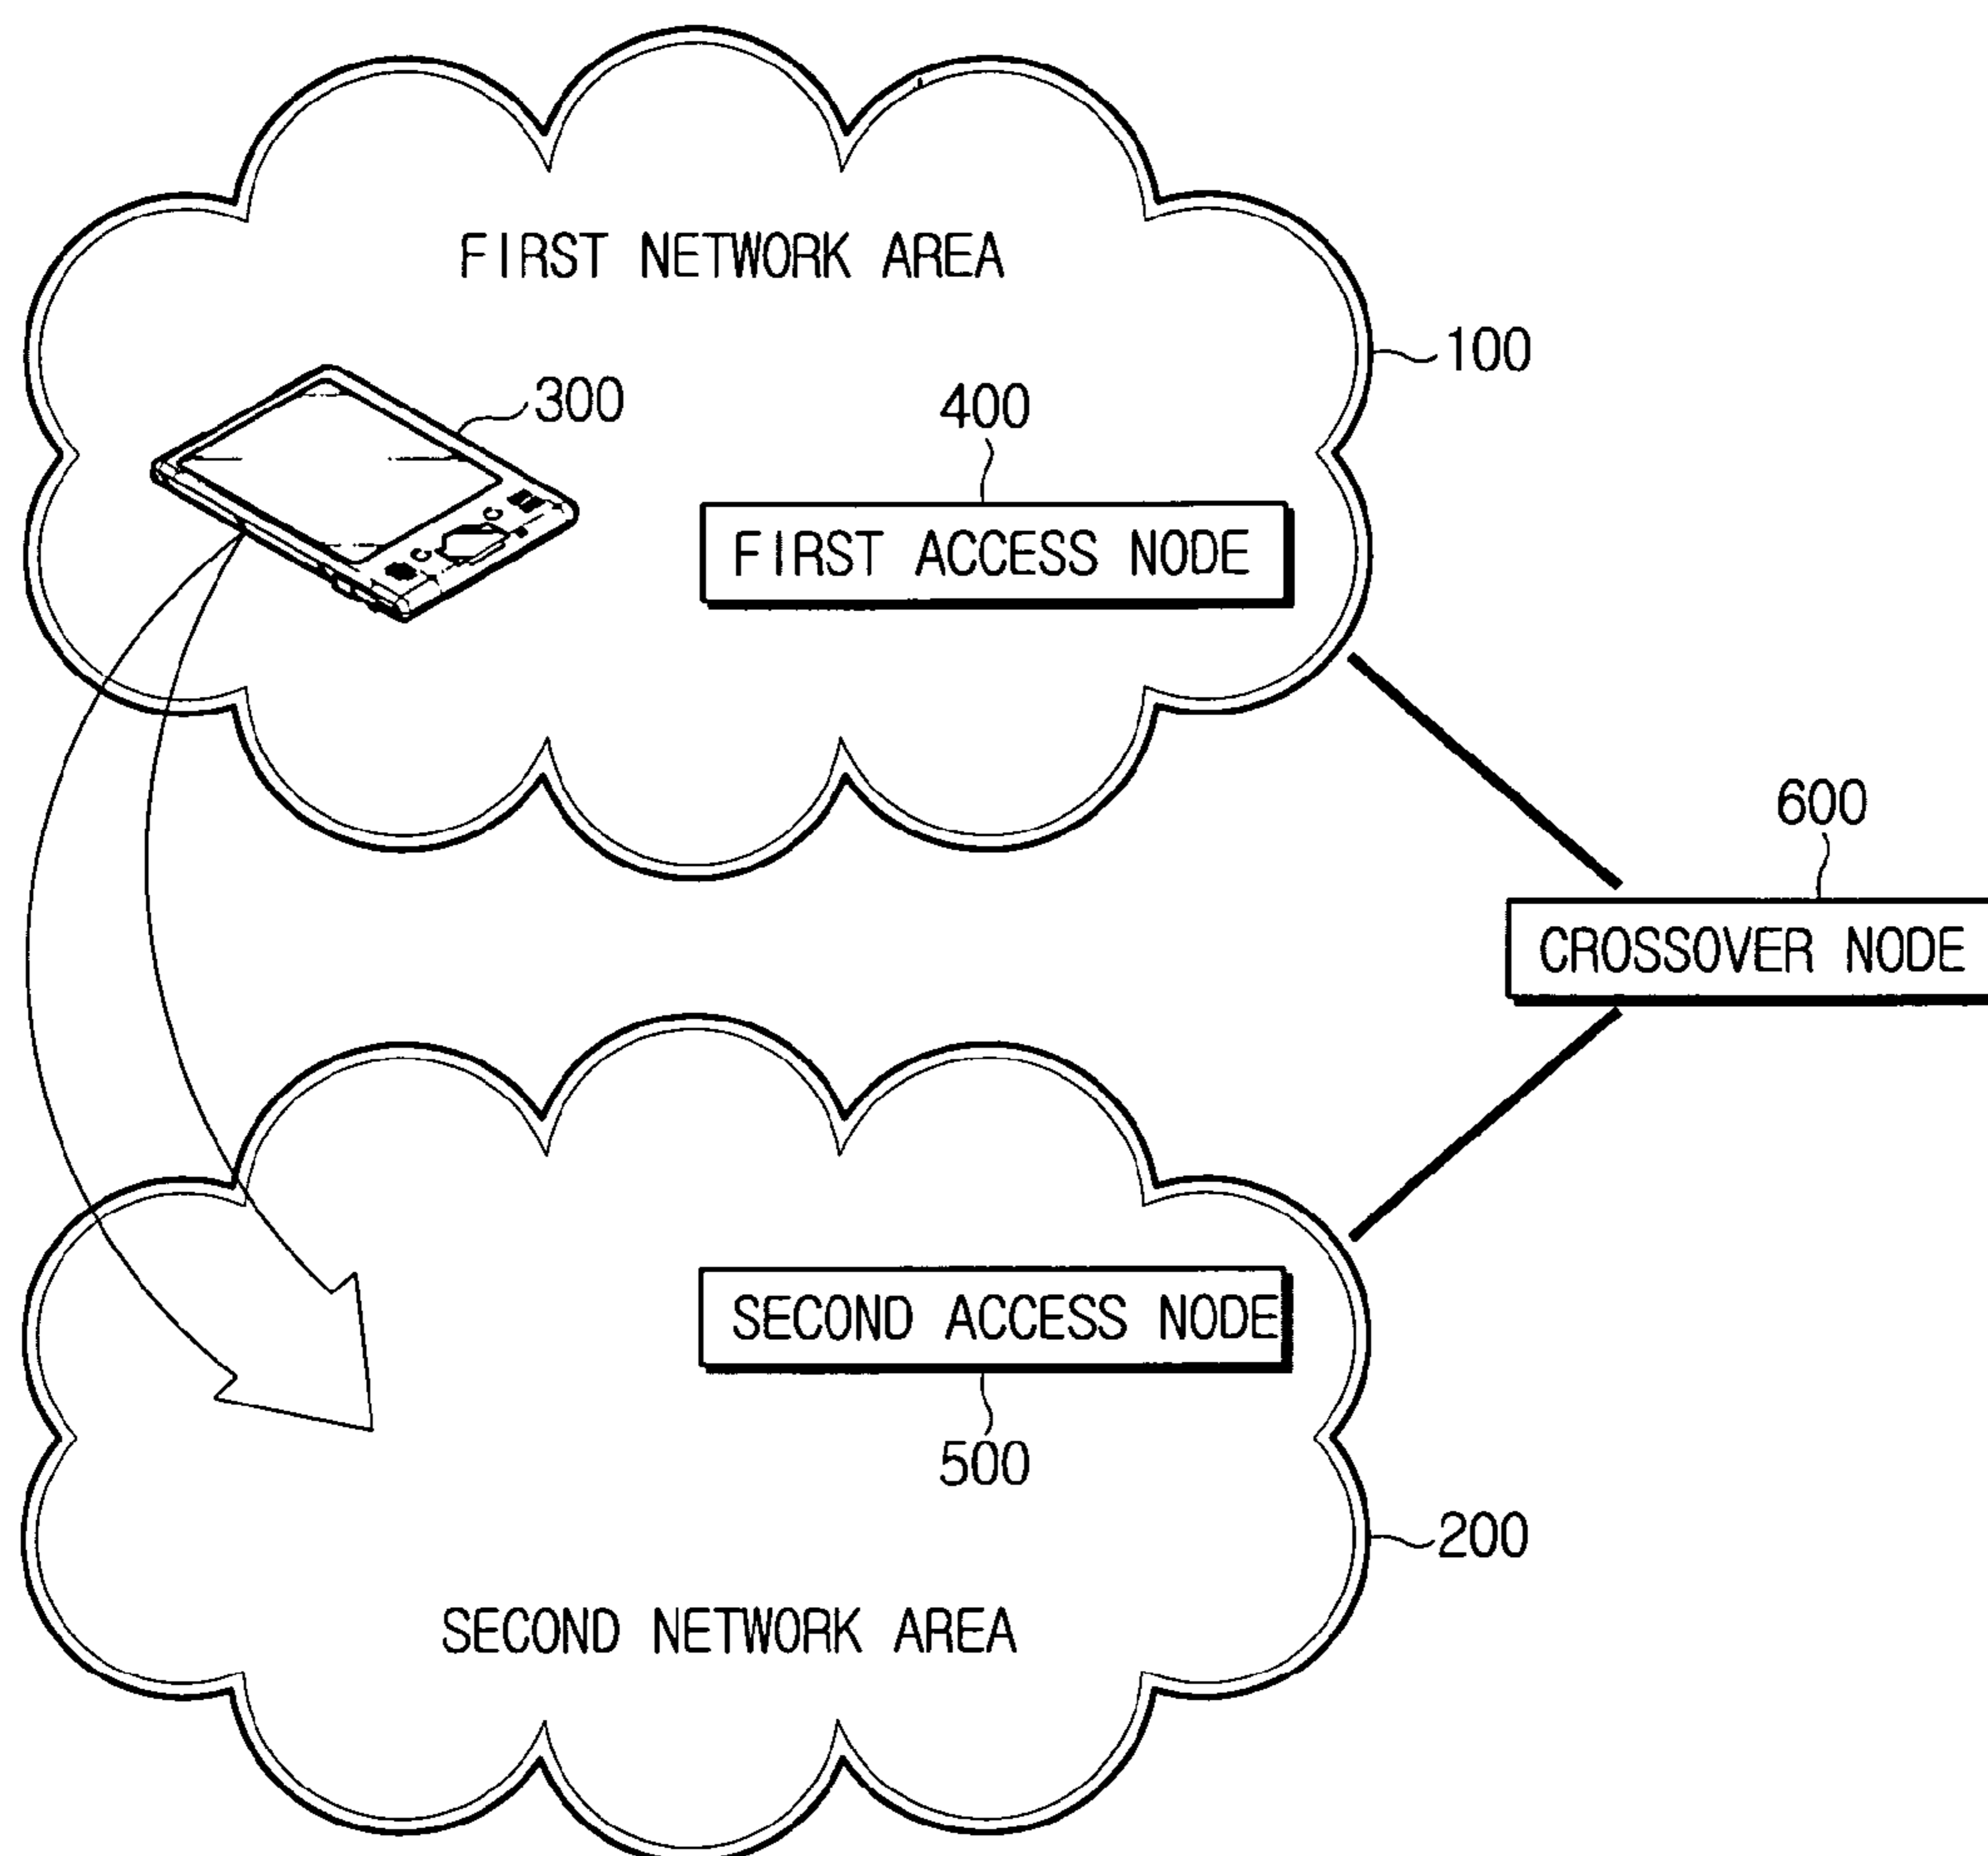 FIRST NETWORK AREA
100
300
400
FIRST ACCESS NODE
600
CROSSOVER NODE
SECOND ACCESS NODE
500
200
SECOND NETWORK AREA